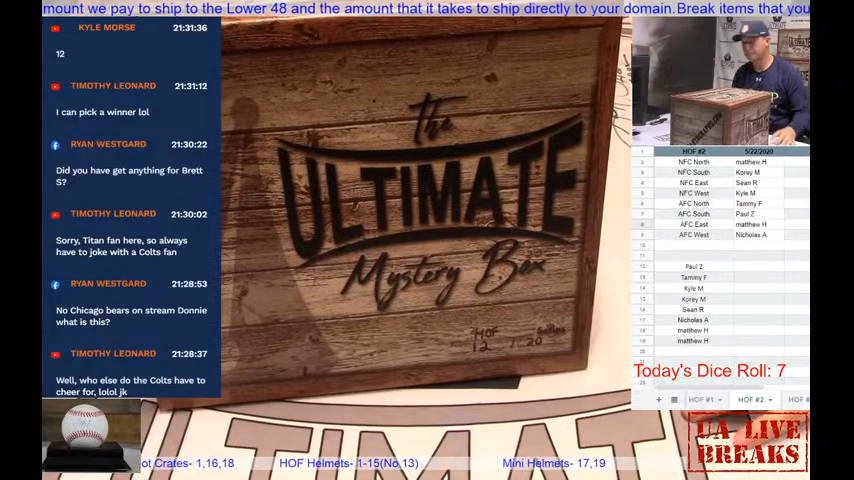 mount we pay to ship to the Lower 48 and the amount that it takes to ship directly to your domain.Break items that you
KYLE MORSE 21:31:36
12
TIMOTHY LEONARD 21:31:12
I can pick a winner lol
RYAN WESTGARD 21:30:22
Did you have get anything for Brett
S?
TIMOTHY LEONARD 21:30:02
Sorry, Titan fan here, so always
have to joke with a Colts fan
RYAN WESTGARD 21:28:53
No Chicago bears on stream Donnie
what is this?
TIMOTHY LEONARD 21:28:37
Well, who else do the Colts have to
cheer for, lolol jk
The
ULTIMATE
Mystery Box
HOF
12 / 20
ULTIMAT
HOF #2 5/22/2020
NFC North matthew H
NFC South Korey M
NFC East Sean R
NFC West Kyle M
AFC North Tammy F
AFC South Paul Z
AFC East matthew H
AFC West Nicholas A
Paul Z
Tammy F
Kyle M
Korey M
Sean R
Nicholas A
matthew H
matthew H
Today's Dice Roll: 7
HOF #1 HOF #2 HOF #
UA LIVE
BREAKS
ot Crates- 1,16,18 HOF Helmets- 1-15(No 13) Mini Helmets- 17,19